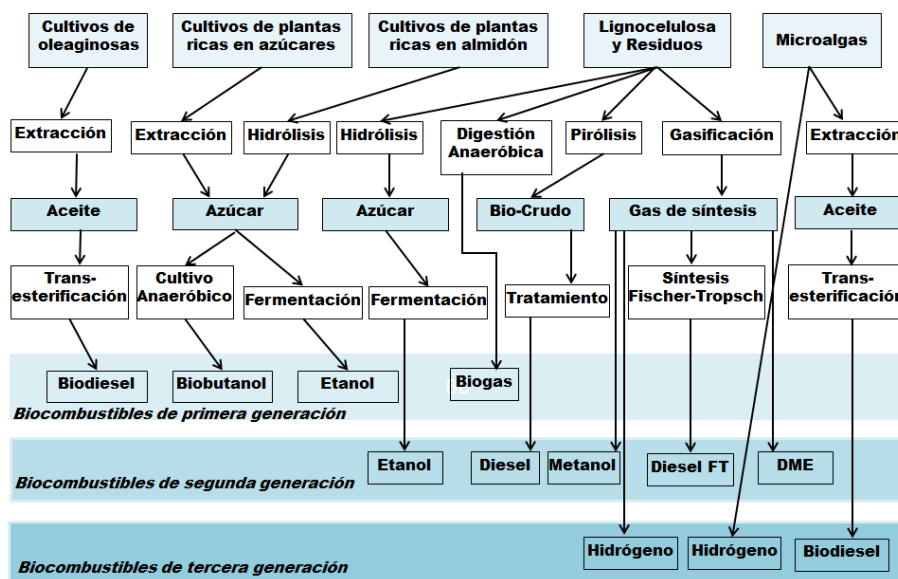 Cultivos de
oleaginosas
Cultivos de plantas
ricas en azúcares
Cultivos de plantas
ricas en almidón
Lignocelulosa
y Residuos
Microalgas
Extracción
Extracción
Hidrólisis
Hidrólisis
Digestión
Anaeróbica
Pirólisis
Gasificación
Extracción
Aceite
Azúcar
Azúcar
Bio-Crudo
Gas de síntesis
Aceite
Trans-
esterificación
Cultivo
Anaeróbico
Fermentación
Fermentación
Tratamiento
Síntesis
Fischer-Tropsch
Trans-
esterificación
Biodiesel
Biobutanol
Etanol
Biogas
Biocombustibles de primera generación
Etanol
Diesel
Metanol
Diesel FT
DME
Biocombustibles de segunda generación
Hidrógeno
Hidrógeno
Biodiesel
Biocombustibles de tercera generación